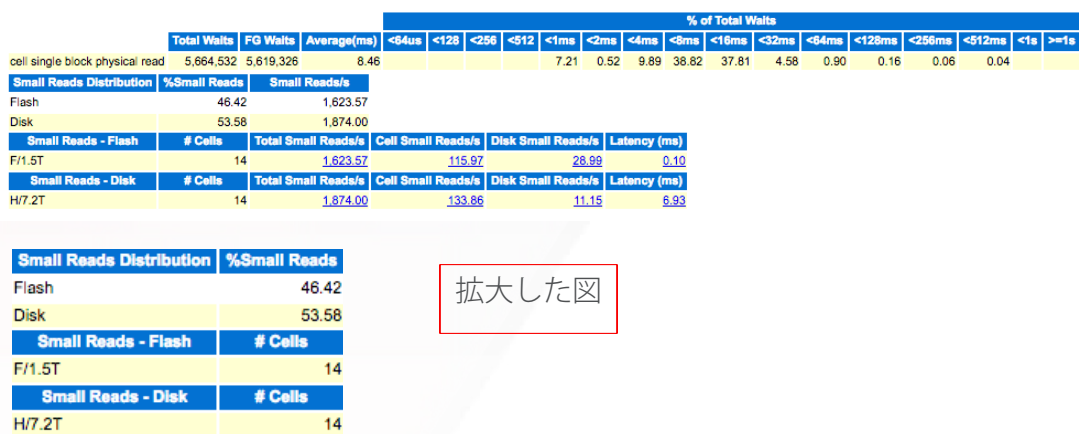 % of Total Waits
Total Waits FG Waits Average(ms) <64us <128 <256 <512 <1ms <2ms <4ms <8ms <16ms <32ms <64ms <128ms <256ms <512ms <1s >=1s
cell single block physical read 5,664,532 5,619,326 8.46 7.21 0.52 9.89 38.82 37.81 4.58 0.90 0.16 0.06 0.04
Small Reads Distribution %Small Reads Small Reads/s
Flash 46.42 1,623.57
Disk 53.58 1,874.00
Small Reads - Flash # Cells Total Small Reads/s Cell Small Reads/s Disk Small Reads/s Latency (ms)
F/1.5T 14 1,623.57 115.97 28.99 0.10
Small Reads - Disk # Cells Total Small Reads/s Cell Small Reads/s Disk Small Reads/s Latency (ms)
H/7.2T 14 1,874.00 133.86 11.15 6.93
Small Reads Distribution %Small Reads
Flash 46.42
Disk 53.58
Small Reads - Flash # Cells
F/1.5T 14
Small Reads - Disk # Cells
H/7.2T 14
拡大した図